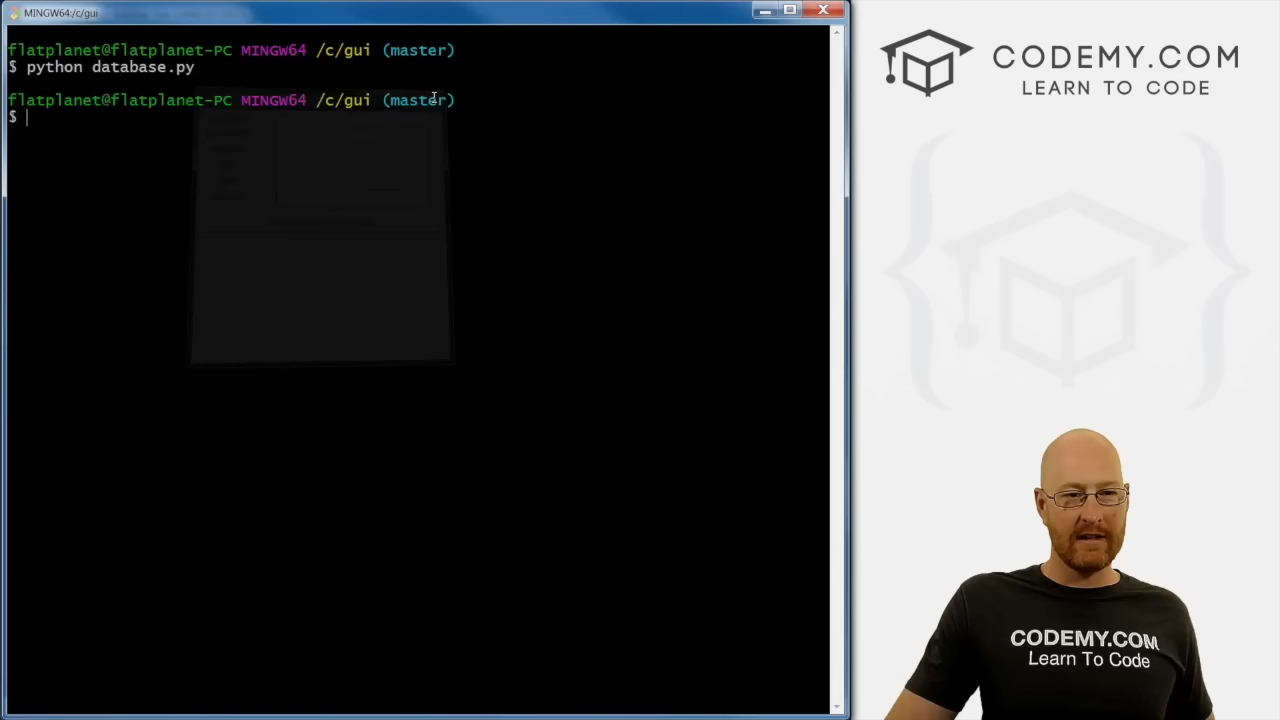 MINGW64:/c/gui
flatplanet@flatplanet-PC MINGW64 /c/gui (master)
$ python database.py
flatplanet@flatplanet-PC MINGW64 /c/gui (master)
$
CODEMY.COM
LEARN TO CODE
CODEMY.COM
Learn To Code